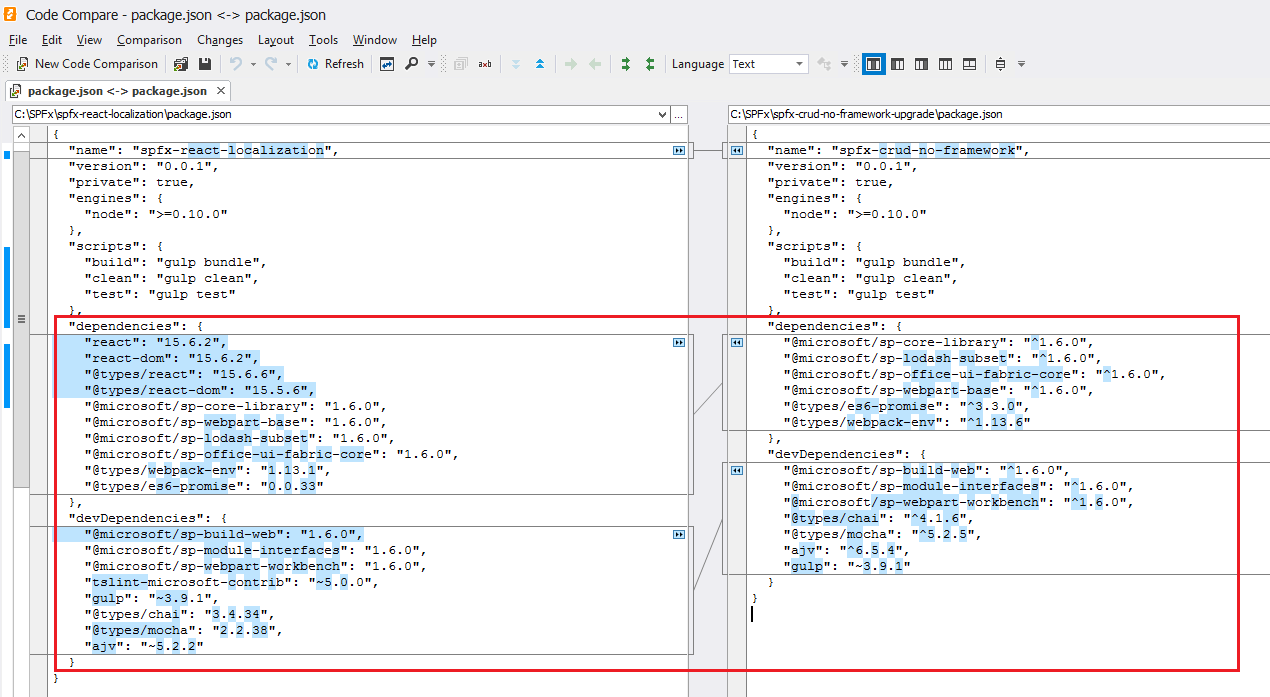 Code Compare - package.json <-> package.json
File Edit View Comparison Changes Layout Tools Window Help
New Code Comparison Refresh axb Language Text
package.json <-> package.json
C:\SPFx\spfx-react-localization\package.json ...
{
"name": "spfx-react-localization",
"version": "0.0.1",
"private": true,
"engines": {
"node": ">=0.10.0"
},
"scripts": {
"build": "gulp bundle",
"clean": "gulp clean",
"test": "gulp test"
},
"dependencies": {
"react": "15.6.2",
"react-dom": "15.6.2",
"@types/react": "15.6.6",
"@types/react-dom": "15.5.6",
"@microsoft/sp-core-library": "1.6.0",
"@microsoft/sp-webpart-base": "1.6.0",
"@microsoft/sp-lodash-subset": "1.6.0",
"@microsoft/sp-office-ui-fabric-core": "1.6.0",
"@types/webpack-env": "1.13.1",
"@types/es6-promise": "0.0.33"
},
"devDependencies": {
"@microsoft/sp-build-web": "1.6.0",
"@microsoft/sp-module-interfaces": "1.6.0",
"@microsoft/sp-webpart-workbench": "1.6.0",
"tslint-microsoft-contrib": "~5.0.0",
"gulp": "~3.9.1",
"@types/chai": "3.4.34",
"@types/mocha": "2.2.38",
"ajv": "~5.2.2"
}
}
C:\SPFx\spfx-crud-no-framework-upgrade\package.json
{
"name": "spfx-crud-no-framework",
"version": "0.0.1",
"private": true,
"engines": {
"node": ">=0.10.0"
},
"scripts": {
"build": "gulp bundle",
"clean": "gulp clean",
"test": "gulp test"
},
"dependencies": {
"@microsoft/sp-core-library": "^1.6.0",
"@microsoft/sp-lodash-subset": "^1.6.0",
"@microsoft/sp-office-ui-fabric-core": "^1.6.0",
"@microsoft/sp-webpart-base": "^1.6.0",
"@types/es6-promise": "^3.3.0",
"@types/webpack-env": "^1.13.6"
},
"devDependencies": {
"@microsoft/sp-build-web": "^1.6.0",
"@microsoft/sp-module-interfaces": "^1.6.0",
"@microsoft/sp-webpart-workbench": "^1.6.0",
"@types/chai": "^4.1.6",
"@types/mocha": "^5.2.5",
"ajv": "^6.5.4",
"gulp": "~3.9.1"
}
}